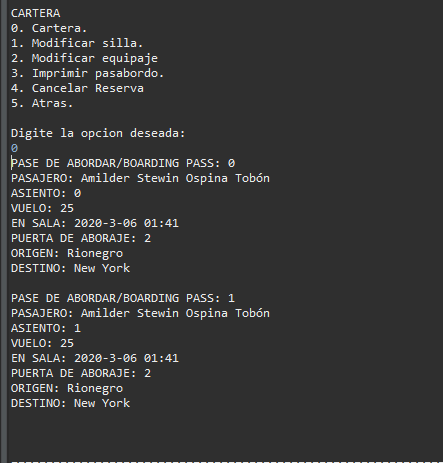 CARTERA
0. Cartera.
1. Modificar silla.
2. Modificar equipaje
3. Imprimir pasabordo.
4. Cancelar Reserva
5. Atras.
Digite la opcion deseada:
0
PASE DE ABORDAR/BOARDING PASS: 0
PASAJERO: Amilder Stewin Ospina Tobón
ASIENTO: 0
VUELO: 25
EN SALA: 2020-3-06 01:41
PUERTA DE ABORAJE: 2
ORIGEN: Rionegro
DESTINO: New York
PASE DE ABORDAR/BOARDING PASS: 1
PASAJERO: Amilder Stewin Ospina Tobón
ASIENTO: 1
VUELO: 25
EN SALA: 2020-3-06 01:41
PUERTA DE ABORAJE: 2
ORIGEN: Rionegro
DESTINO: New York